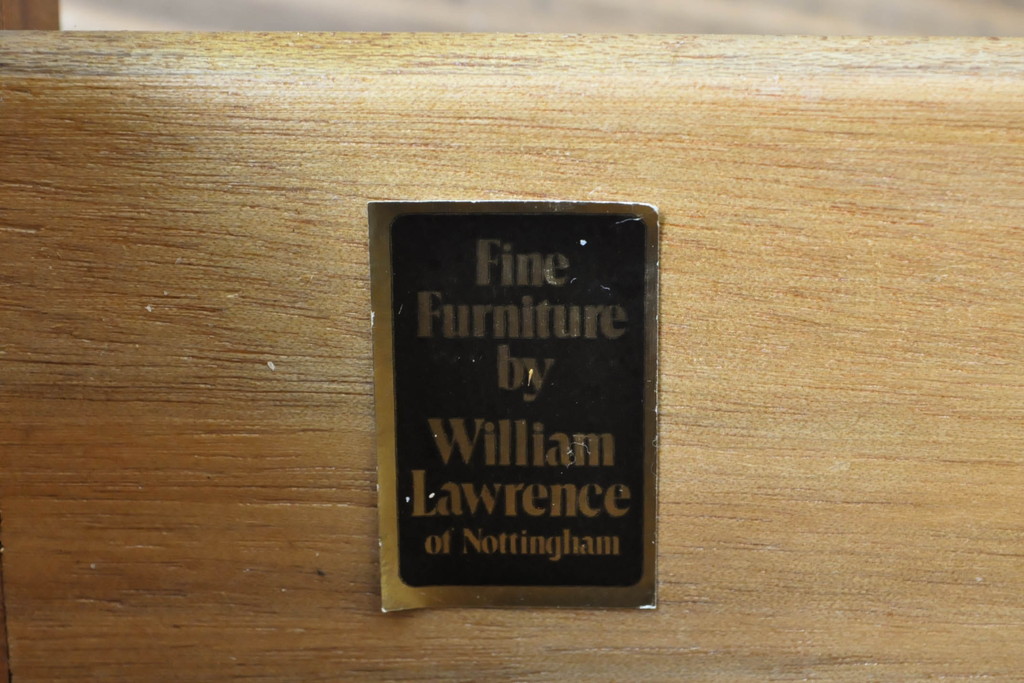 Fine
Furniture
by
William
Lawrence
of Nottingham